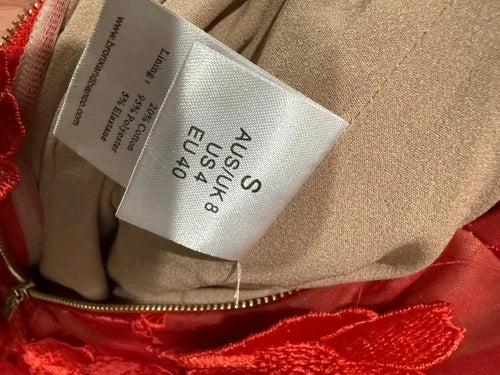 www.bronxandbanco.com
20% Cotton
Lining :
95% Polyester
5% Elastane
S
AUS/UK 8
US 4
EU 40